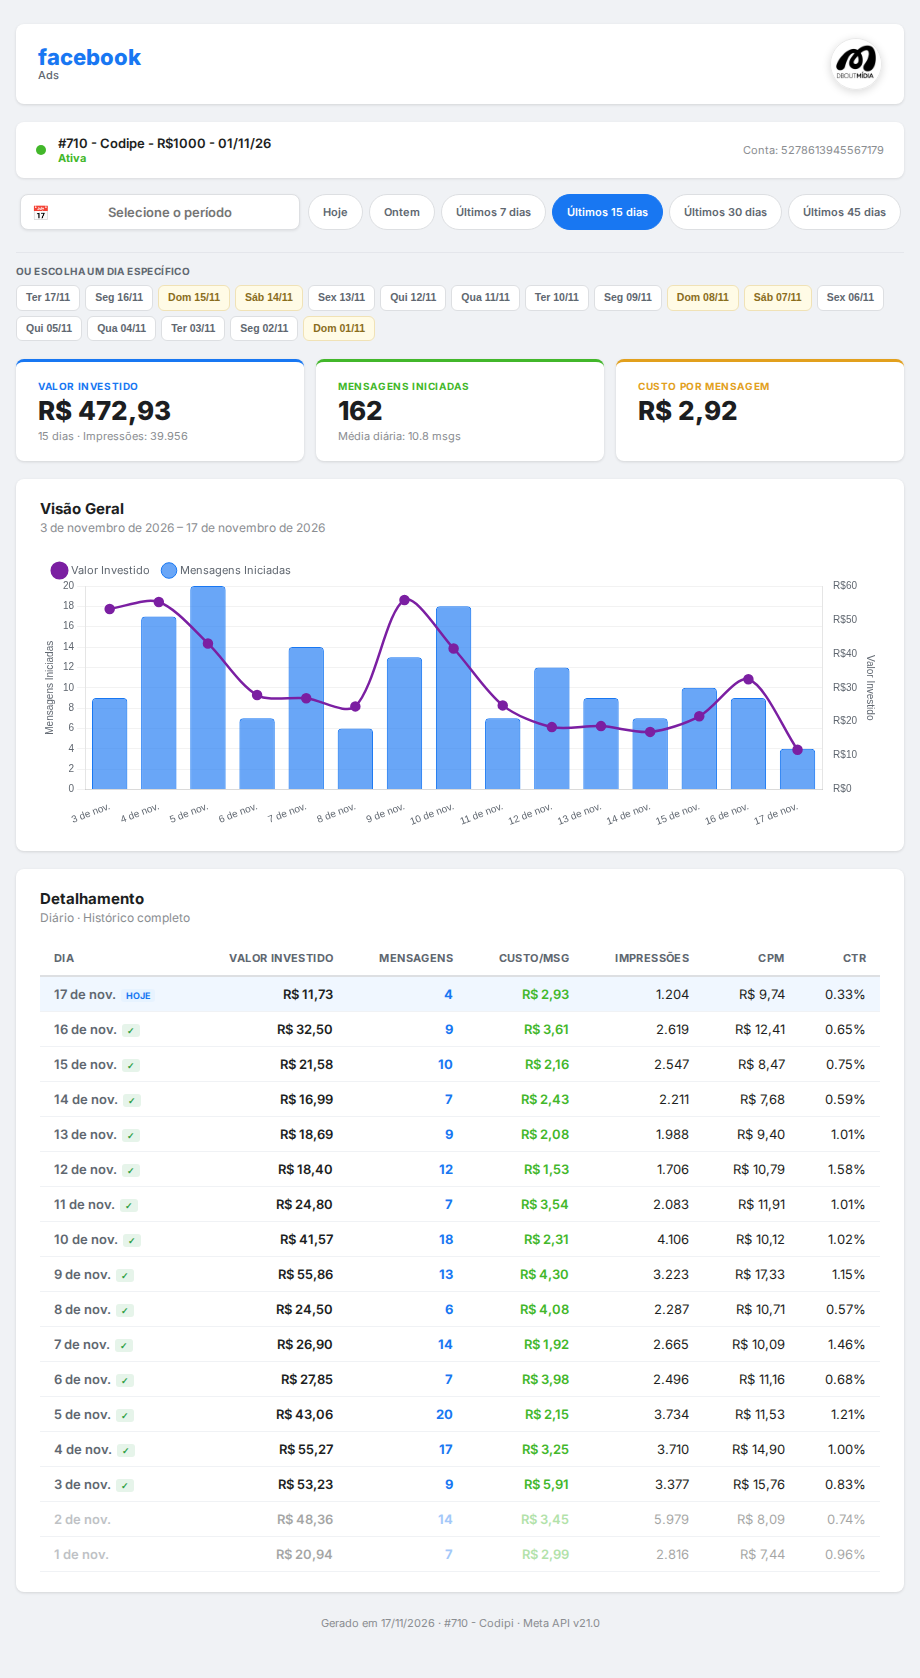 facebook
Ads
DBOUTMÍDIA
#710 - Codipe - R$1000 - 01/11/26
Ativa
Conta: 5278613945567179
Selecione o período
Hoje
Ontem
Últimos 7 dias
Últimos 15 dias
Últimos 30 dias
Últimos 45 dias
OU ESCOLHA UM DIA ESPECÍFICO
Ter 17/11 Seg 16/11 Dom 15/11 Sáb 14/11 Sex 13/11 Qui 12/11 Qua 11/11 Ter 10/11 Seg 09/11 Dom 08/11 Sáb 07/11 Sex 06/11
Qui 05/11 Qua 04/11 Ter 03/11 Seg 02/11 Dom 01/11
VALOR INVESTIDO
R$ 472,93
15 dias · Impressões: 39.956
MENSAGENS INICIADAS
162
Média diária: 10.8 msgs
CUSTO POR MENSAGEM
R$ 2,92
Visão Geral
3 de novembro de 2026 – 17 de novembro de 2026
Valor Investido Mensagens Iniciadas
Mensagens Iniciadas
20
18
16
14
12
10
8
6
4
2
0
R$60
R$50
R$40
R$30
R$20
R$10
R$0
Valor Investido
3 de nov. 4 de nov. 5 de nov. 6 de nov. 7 de nov. 8 de nov. 9 de nov. 10 de nov. 11 de nov. 12 de nov. 13 de nov. 14 de nov. 15 de nov. 16 de nov. 17 de nov.
Detalhamento
Diário · Histórico completo
DIA VALOR INVESTIDO MENSAGENS CUSTO/MSG IMPRESSÕES CPM CTR
17 de nov. HOJE R$ 11,73 4 R$ 2,93 1.204 R$ 9,74 0.33%
16 de nov. ✓ R$ 32,50 9 R$ 3,61 2.619 R$ 12,41 0.65%
15 de nov. ✓ R$ 21,58 10 R$ 2,16 2.547 R$ 8,47 0.75%
14 de nov. ✓ R$ 16,99 7 R$ 2,43 2.211 R$ 7,68 0.59%
13 de nov. ✓ R$ 18,69 9 R$ 2,08 1.988 R$ 9,40 1.01%
12 de nov. ✓ R$ 18,40 12 R$ 1,53 1.706 R$ 10,79 1.58%
11 de nov. ✓ R$ 24,80 7 R$ 3,54 2.083 R$ 11,91 1.01%
10 de nov. ✓ R$ 41,57 18 R$ 2,31 4.106 R$ 10,12 1.02%
9 de nov. ✓ R$ 55,86 13 R$ 4,30 3.223 R$ 17,33 1.15%
8 de nov. ✓ R$ 24,50 6 R$ 4,08 2.287 R$ 10,71 0.57%
7 de nov. ✓ R$ 26,90 14 R$ 1,92 2.665 R$ 10,09 1.46%
6 de nov. ✓ R$ 27,85 7 R$ 3,98 2.496 R$ 11,16 0.68%
5 de nov. ✓ R$ 43,06 20 R$ 2,15 3.734 R$ 11,53 1.21%
4 de nov. ✓ R$ 55,27 17 R$ 3,25 3.710 R$ 14,90 1.00%
3 de nov. ✓ R$ 53,23 9 R$ 5,91 3.377 R$ 15,76 0.83%
2 de nov. R$ 48,36 14 R$ 3,45 5.979 R$ 8,09 0.74%
1 de nov. R$ 20,94 7 R$ 2,99 2.816 R$ 7,44 0.96%
Gerado em 17/11/2026 · #710 - Codipi · Meta API v21.0